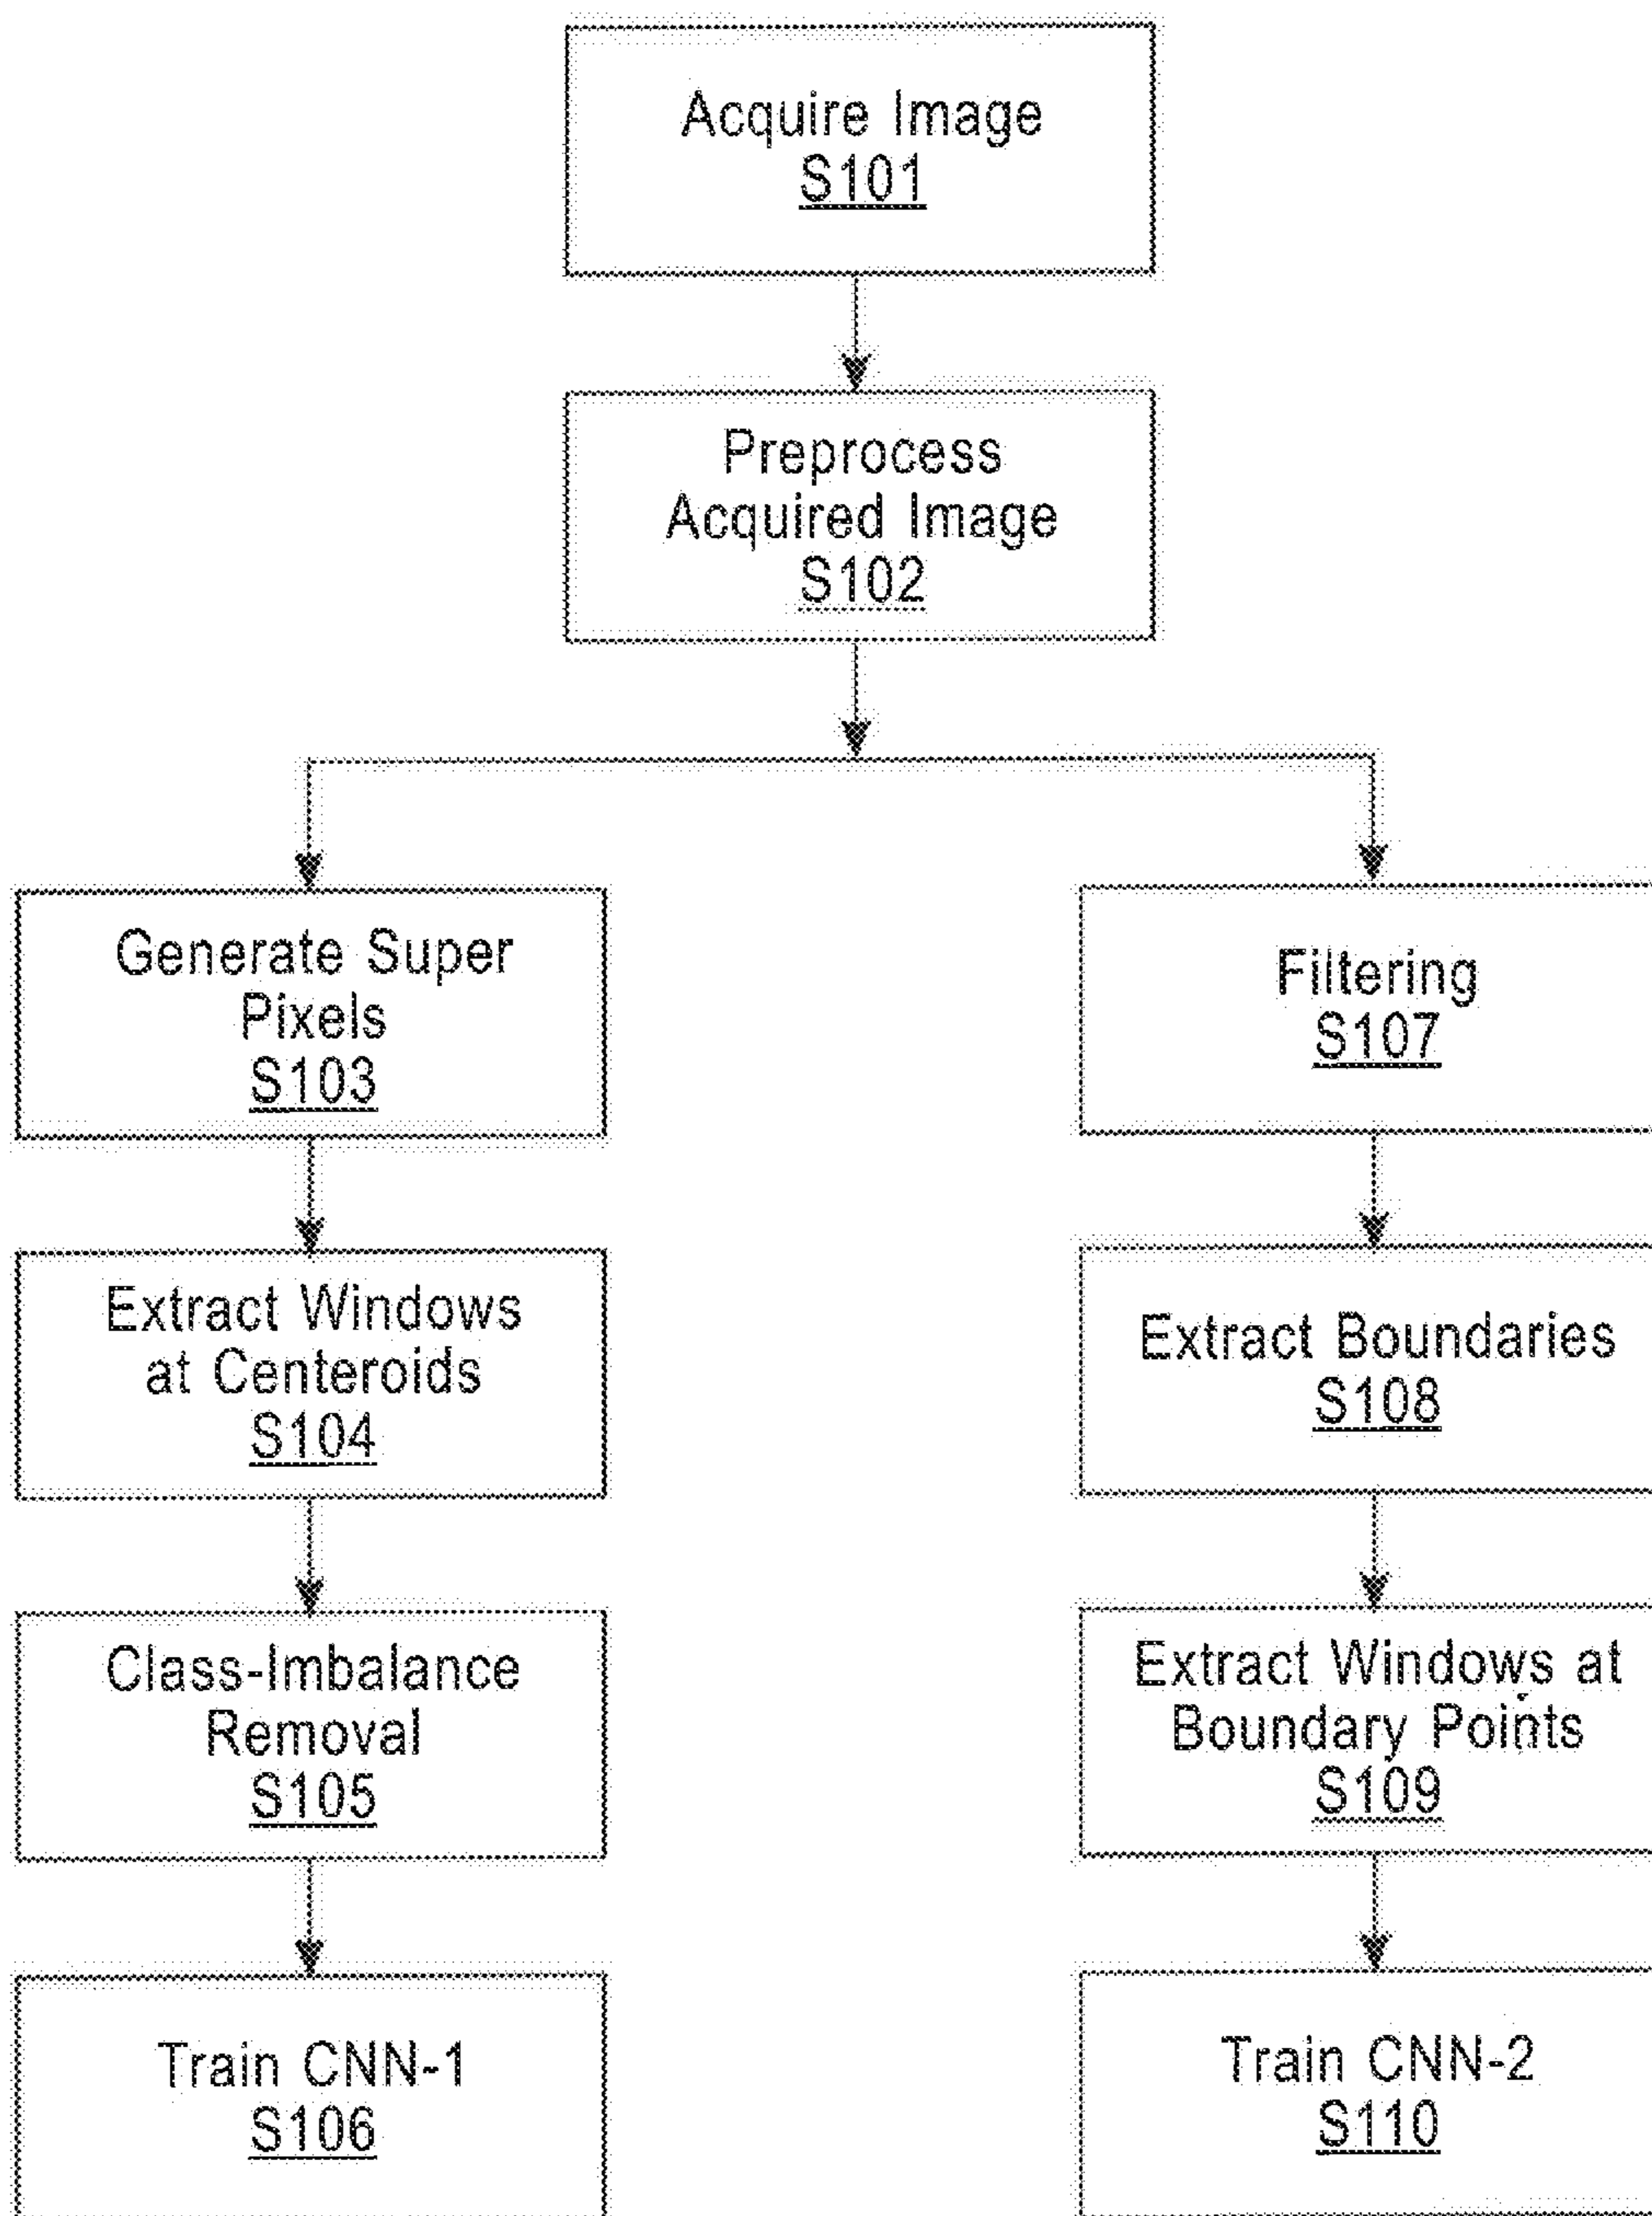 Acquire Image
S101
Preprocess
Acquired Image
S102
Generate Super
Pixels
S103
Extract Windows
at Centeroids
S104
Class-Imbalance
Removal
S105
Train CNN-1
S106
Filtering
S107
Extract Boundaries
S108
Extract Windows at
Boundary Points
S109
Train CNN-2
S110